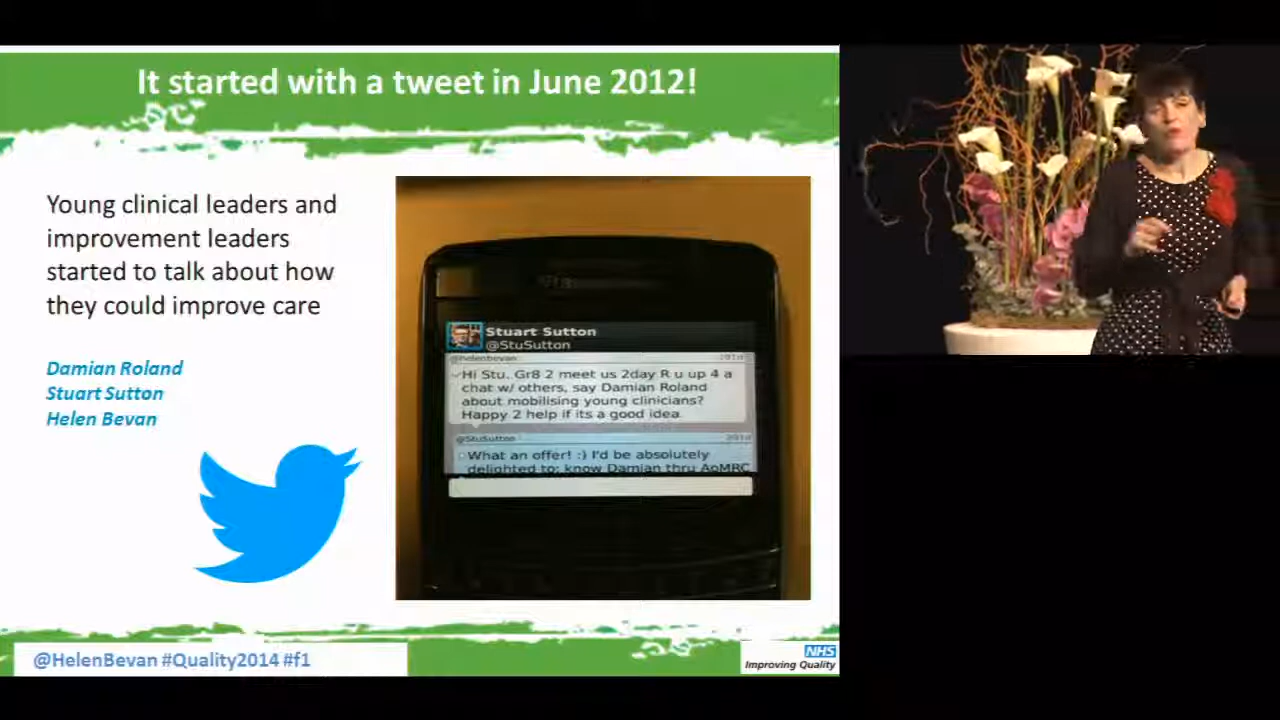 It started with a tweet in June 2012!
Young clinical leaders and
improvement leaders
started to talk about how
they could improve care
Damian Roland
Stuart Sutton
Helen Bevan
Stuart Sutton
@StuSutton
@helenbevan 201d
Hi Stu. Gr8 2 meet us 2day R u up 4 a
chat w/ others, say Damian Roland
about mobilising young clinicians?
Happy 2 help if its a good idea.
@StuSutton 201d
What an offer! :) I'd be absolutely
delighted to; know Damian thru AoMRC
@HelenBevan #Quality2014 #f1
NHS
Improving Quality